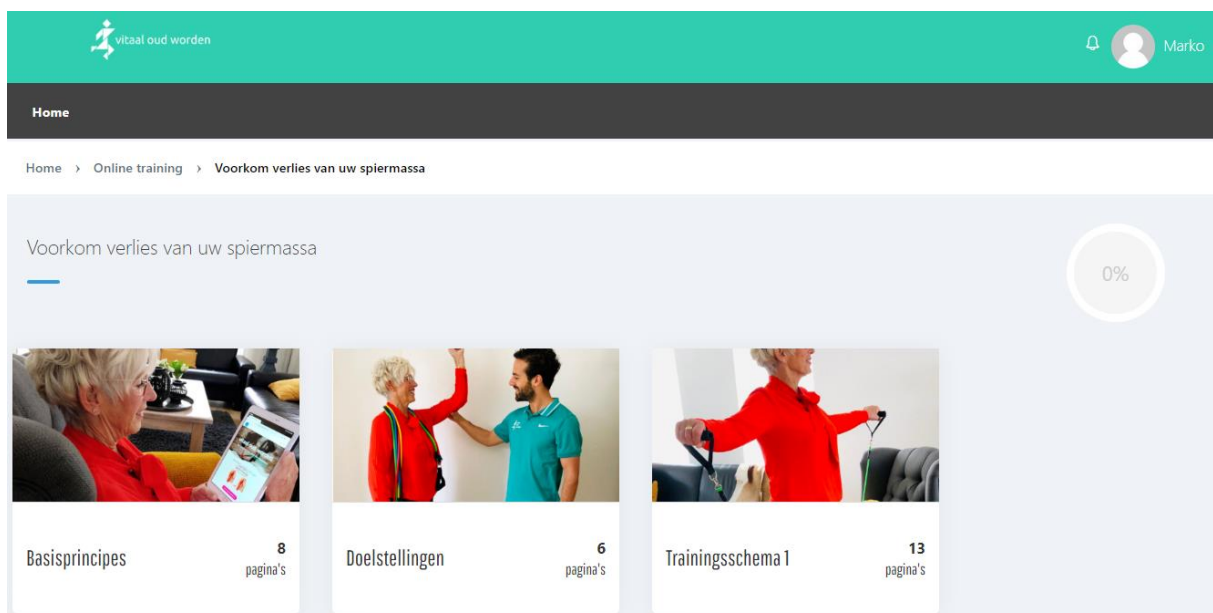 vitaal oud worden
Marko
Home
Home › Online training › Voorkom verlies van uw spiermassa
Voorkom verlies van uw spiermassa
0%
Basisprincipes
8
pagina's
Doelstellingen
6
pagina's
Trainingsschema 1
13
pagina's